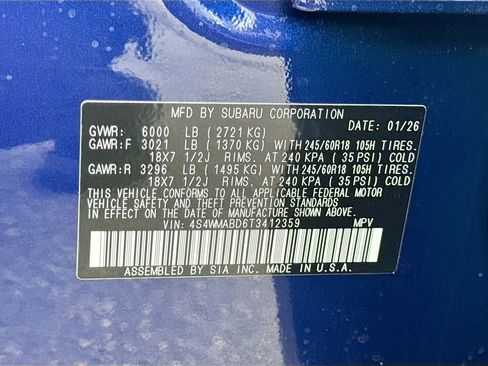 MFD BY SUBARU CORPORATION
GVWR: 6000 LB ( 2721 KG) DATE: 01/26
GAWR:F 3021 LB ( 1370 KG) WITH 245/60R18 105H TIRES.
18X7 1/2J RIMS. AT 240 KPA ( 35 PSI) COLD
GAWR:R 3296 LB ( 1495 KG) WITH 245/60R18 105H TIRES.
18X7 1/2J RIMS. AT 240 KPA ( 35 PSI) COLD
THIS VEHICLE CONFORMS TO ALL APPLICABLE FEDERAL MOTOR
VEHICLE SAFETY STANDARDS IN EFFECT ON THE DATE OF
MANUFACTURE SHOWN ABOVE.
VIN: 4S4WMABD6T3412359 MPV
ASSEMBLED BY SIA INC. MADE IN U.S.A.